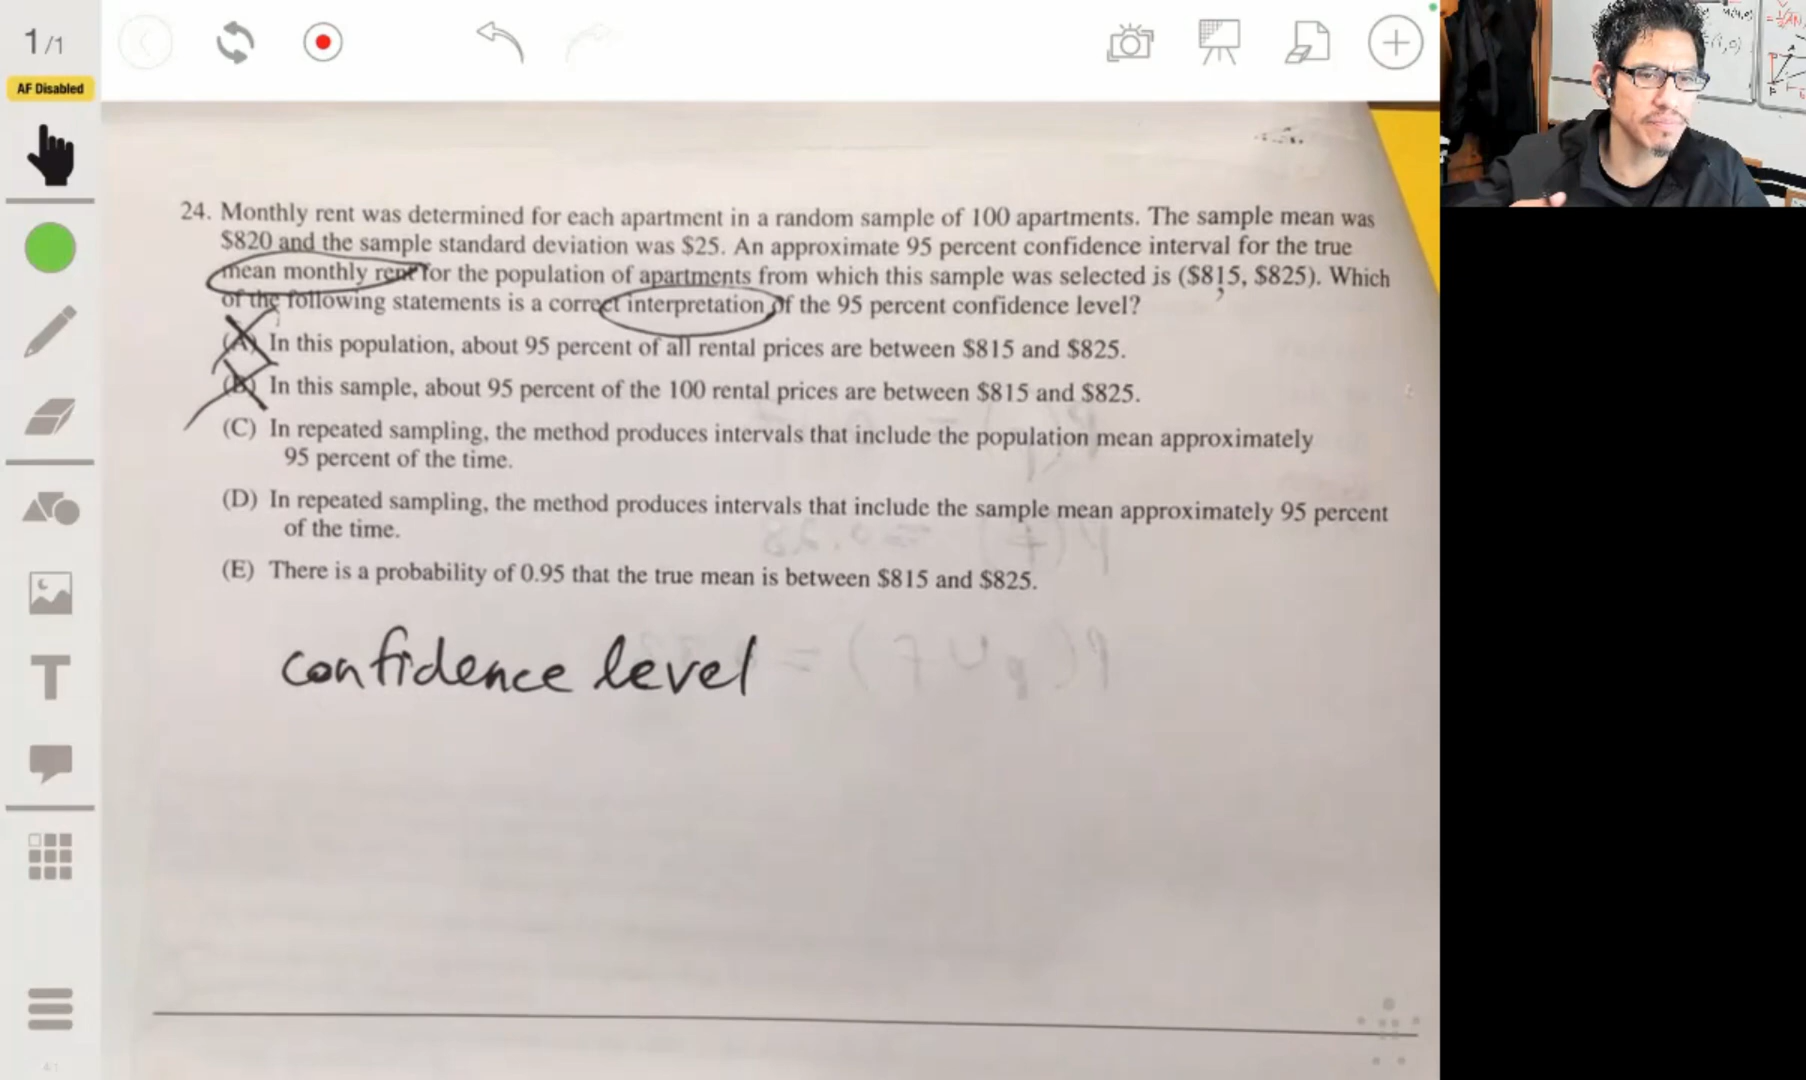 1/1
AF Disabled
24. Monthly rent was determined for each apartment in a random sample of 100 apartments. The sample mean was
$820 and the sample standard deviation was $25. An approximate 95 percent confidence interval for the true
mean monthly rent for the population of apartments from which this sample was selected is ($815, $825). Which
of the following statements is a correct interpretation of the 95 percent confidence level?
(A) In this population, about 95 percent of all rental prices are between $815 and $825.
(B) In this sample, about 95 percent of the 100 rental prices are between $815 and $825.
(C) In repeated sampling, the method produces intervals that include the population mean approximately
95 percent of the time.
(D) In repeated sampling, the method produces intervals that include the sample mean approximately 95 percent
of the time.
(E) There is a probability of 0.95 that the true mean is between $815 and $825.
confidence level
T